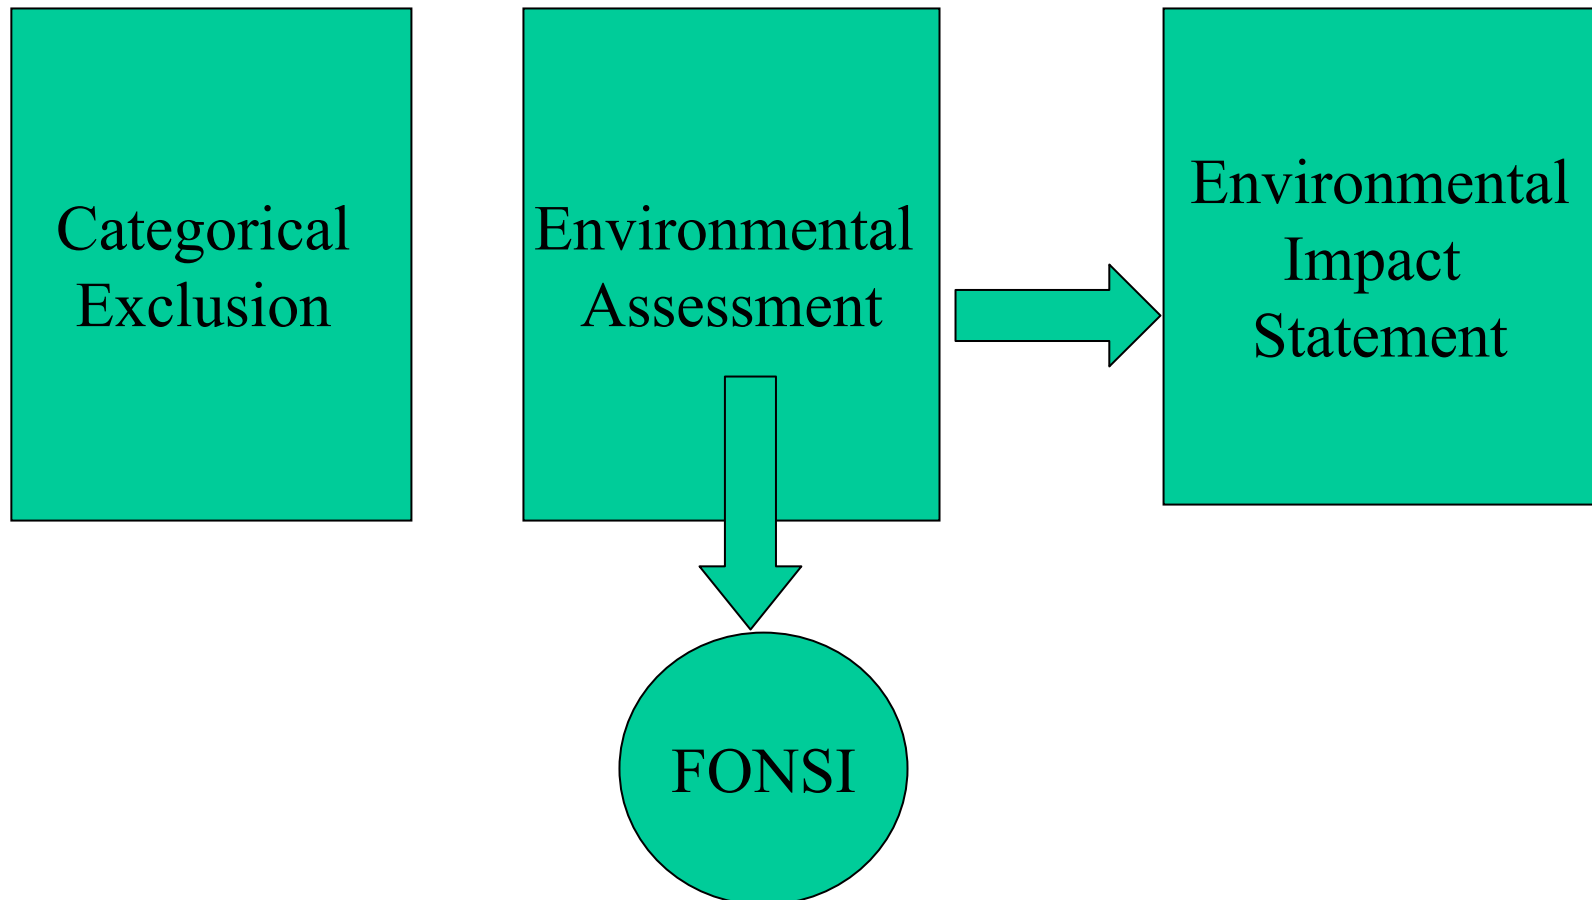 Categorical
Exclusion
Environmental
Assessment
Environmental
Impact
Statement
FONSI